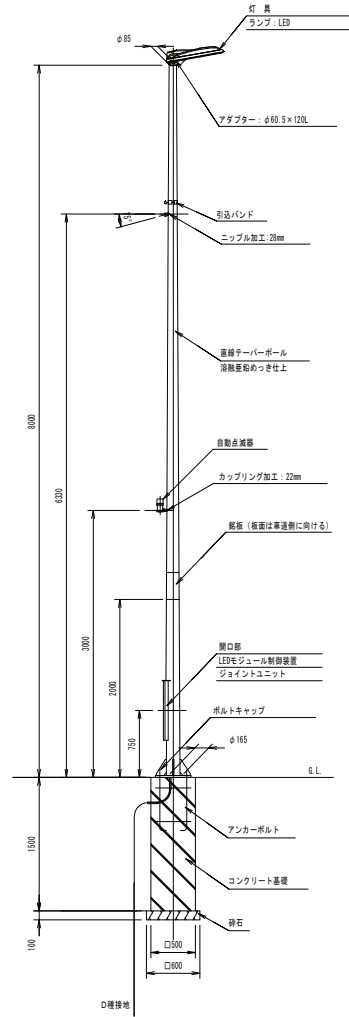 灯 具
ランプ：LED
φ85
アダプター：φ60.5×120L
引込バンド
ニップル加工：28mm
5°
直線テーパーポール
溶融亜鉛めっき仕上
8000
6330
自動点滅器
カップリング加工：22mm
銘板（板面は車道側に向ける）
3000
2000
開口部
LEDモジュール制御装置
ジョイントユニット
ボルトキャップ
750
φ165
G.L.
アンカーボルト
1500
コンクリート基礎
砕石
100
□500
□600
D種接地